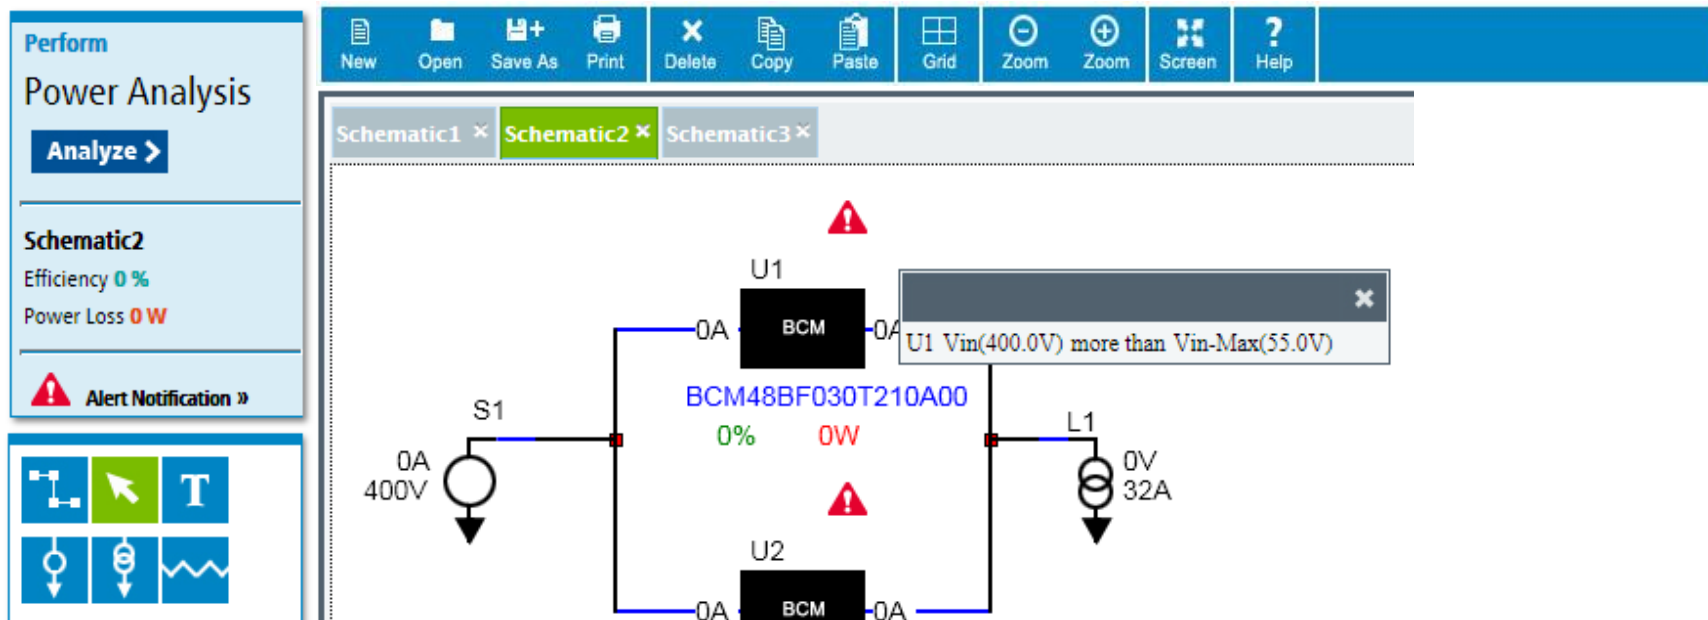 Perform
Power Analysis
Analyze
Schematic2
Efficiency 0 %
Power Loss 0 W
Alert Notification »
T
New
Open
Save As
Print
Delete
Copy
Paste
Grid
Zoom
Zoom
Screen
? Help
Schematic1 ×
Schematic2 ×
Schematic3 ×
U1
0A
BCM
0A
U1 Vin(400.0V) more than Vin-Max(55.0V)
BCM48BF030T210A00
0% 0W
S1
0A
400V
L1
0V
32A
U2
0A
BCM
0A